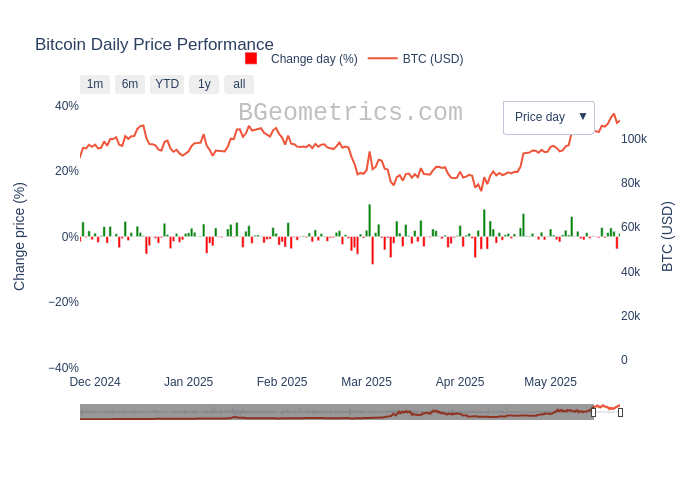 Bitcoin Daily Price Performance
Change day (%)
BTC (USD)
1m
6m
YTD
1y
all
BGeometrics.com
Price day ▼
Change price (%)
40%
20%
0%
−20%
−40%
100k
80k
60k
40k
20k
0
BTC (USD)
Dec 2024
Jan 2025
Feb 2025
Mar 2025
Apr 2025
May 2025